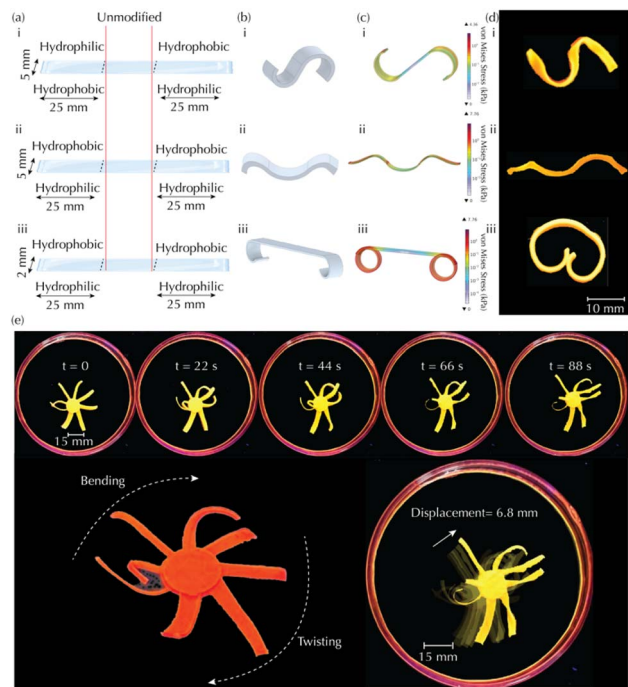 (a)
Unmodified
(b)
(c)
(d)
i
Hydrophilic
Hydrophobic
5 mm
Hydrophobic
Hydrophilic
25 mm
25 mm
ii
Hydrophobic
Hydrophobic
5 mm
Hydrophilic
Hydrophilic
25 mm
25 mm
iii
Hydrophobic
Hydrophobic
2 mm
Hydrophilic
Hydrophilic
25 mm
25 mm
i
ii
iii
i
von Mises Stress (kPa)
ii
von Mises Stress (kPa)
iii
von Mises Stress (kPa)
i
ii
iii
10 mm
(e)
t = 0
t = 22 s
t = 44 s
t = 66 s
t = 88 s
15 mm
Bending
Twisting
Displacement= 6.8 mm
15 mm